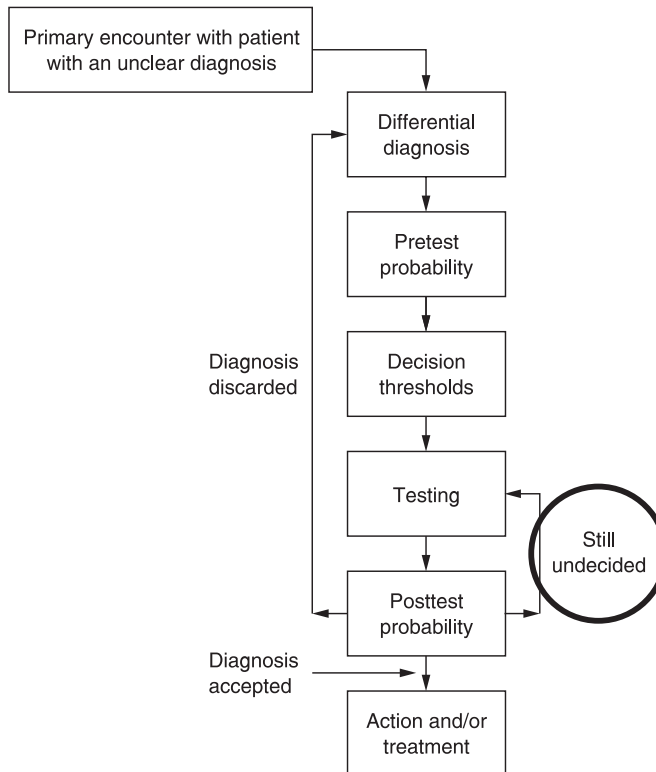 Primary encounter with patient
with an unclear diagnosis
Differential
diagnosis
Pretest
probability
Diagnosis
discarded
Decision
thresholds
Testing
Still
undecided
Posttest
probability
Diagnosis
accepted
Action and/or
treatment